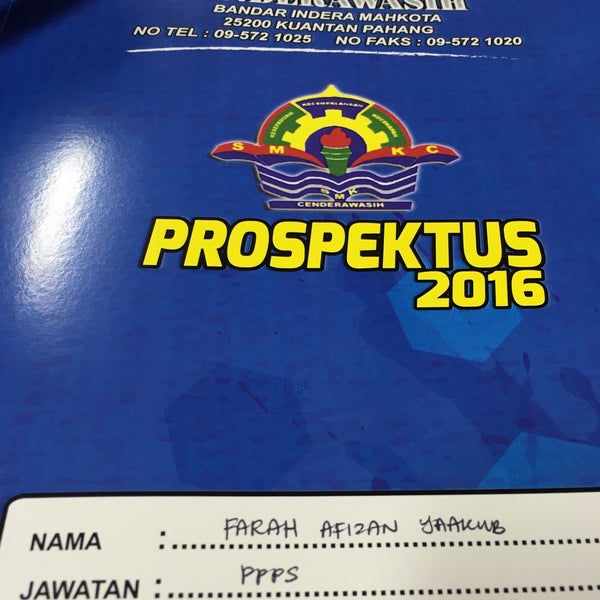 BANDAR INDERA MAHKOTA
25200 KUANTAN PAHANG
NO TEL : 09-572 1025 NO FAKS : 09-572 1020
KECEMERLANGAN
S M K C
SMK
CENDERAWASIH
PROSPEKTUS
2016
NAMA : FARAH AFIZAN YAAKUB
JAWATAN : PPPS